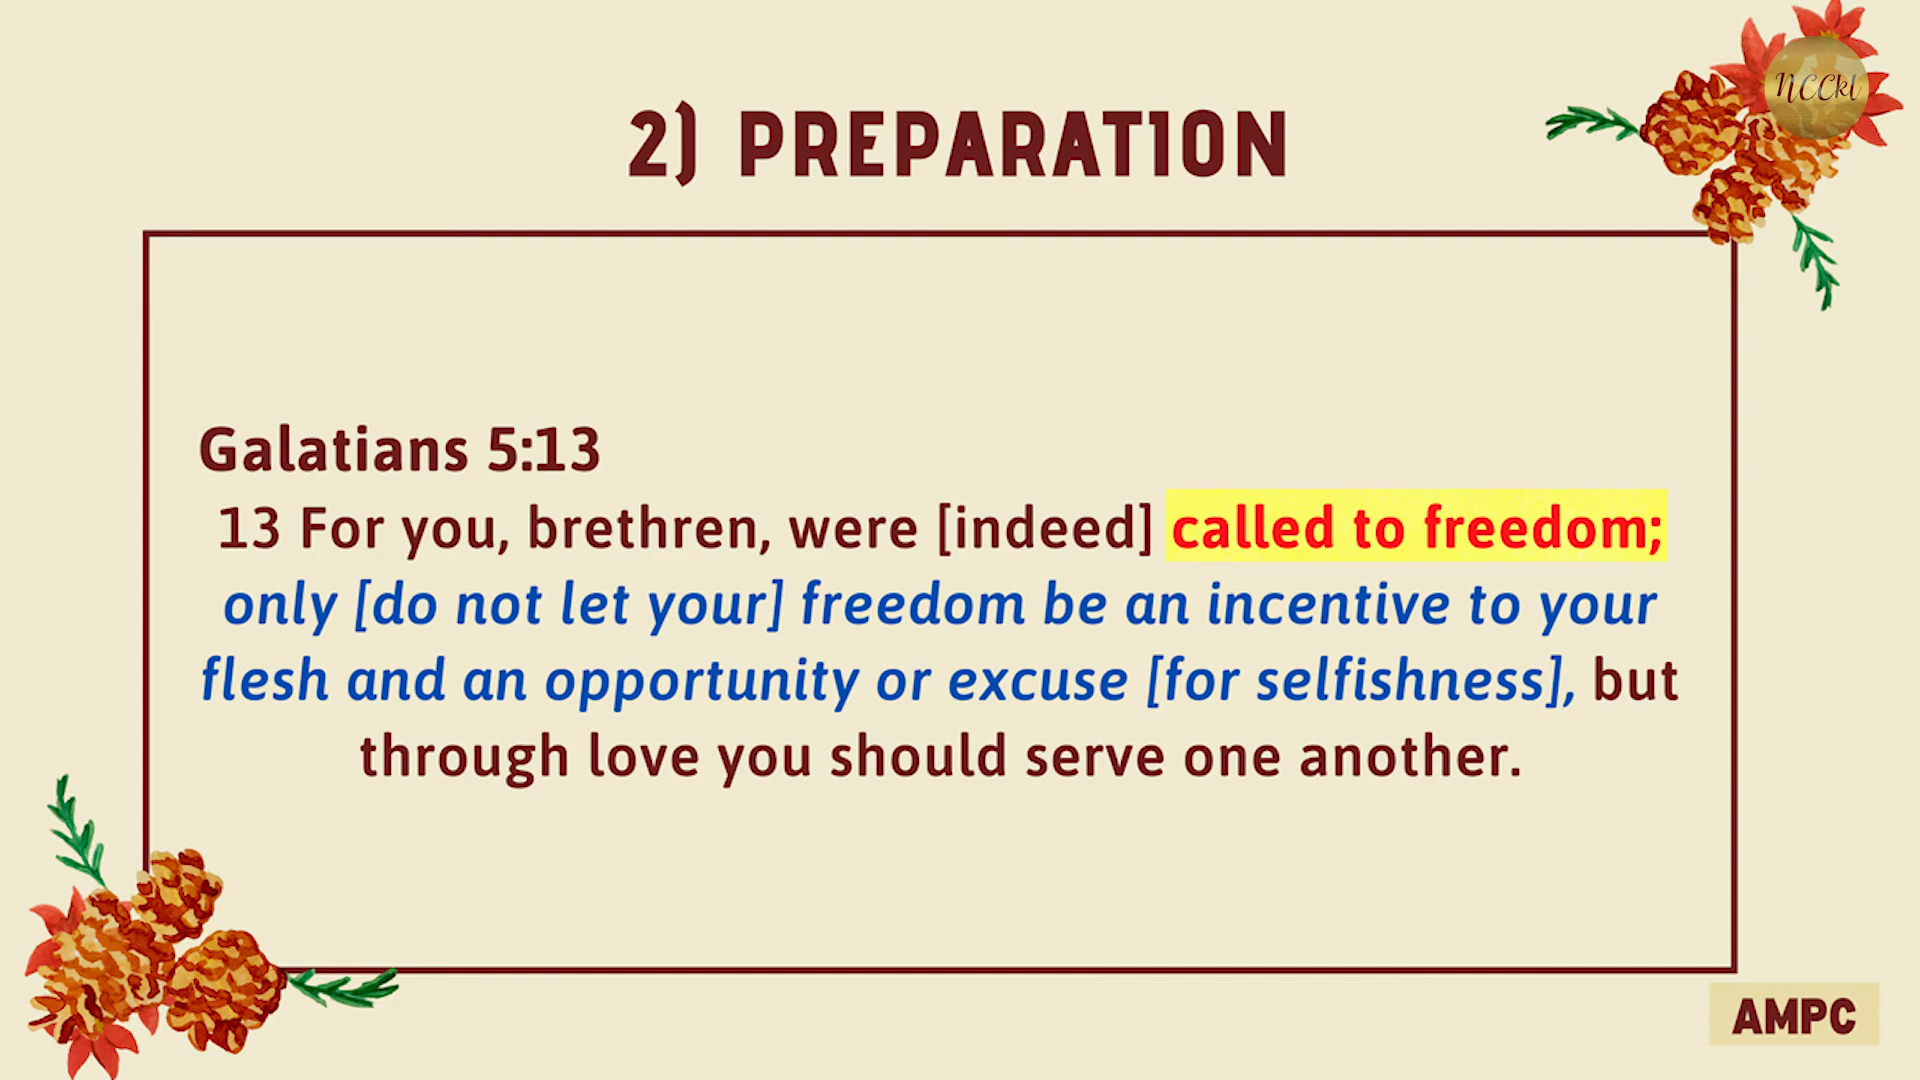 NCCkl
2) PREPARATION
Galatians 5:13
13 For you, brethren, were [indeed] called to freedom;
only [do not let your] freedom be an incentive to your
flesh and an opportunity or excuse [for selfishness], but
through love you should serve one another.
AMPC